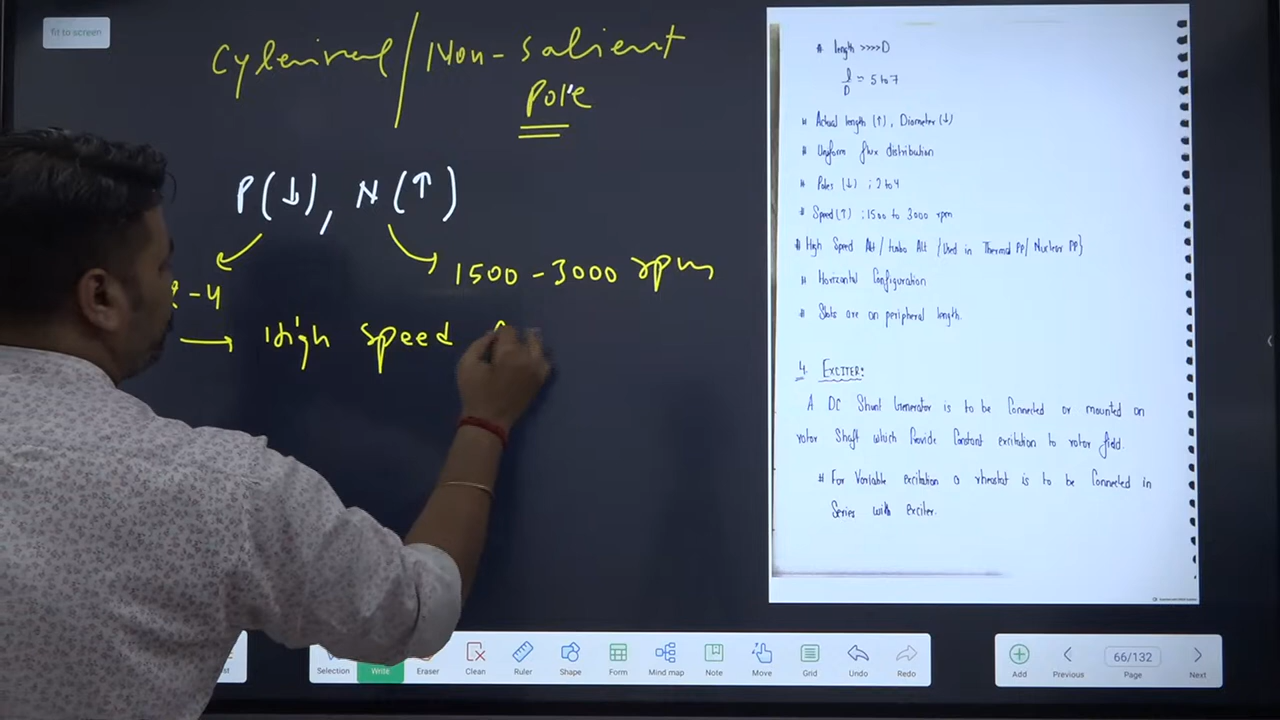 fit to screen
Cyleniral / Non-salient
Pole
P(↓), N(↑)
-4
1500-3000 rpm
High speed
# length >>>>D
l/D = 5 to 7
# Actual length (↑), Diameter (↓)
# Uniform flux distribution
# Poles (↓) ; 2 to 4
# Speed (↑) : 1500 to 3000 rpm
# High Speed Alt / turbo Alt {Used in Thermal PP/ Nuclear PP}
# Horizontal Configuration
# Slots are on peripheral length.
4. EXCITER:
A DC Shunt Generator is to be Connected or mounted on
rotor Shaft which Provide Constant excitation to rotor field.
# For Variable excitation a rheostat is to be Connected in
Series with exciter.
Selection Write Eraser Clean Ruler Shape Form Mind map Note Move Grid Undo Redo
Add Previous 66/132 Page Next